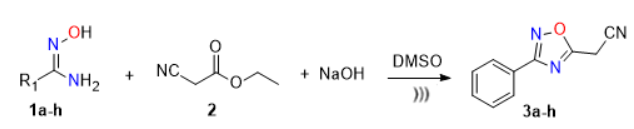 N OH
R1 NH2
1a-h
+
NC O O
2
+ NaOH
DMSO
)))
N O N CN
3a-h